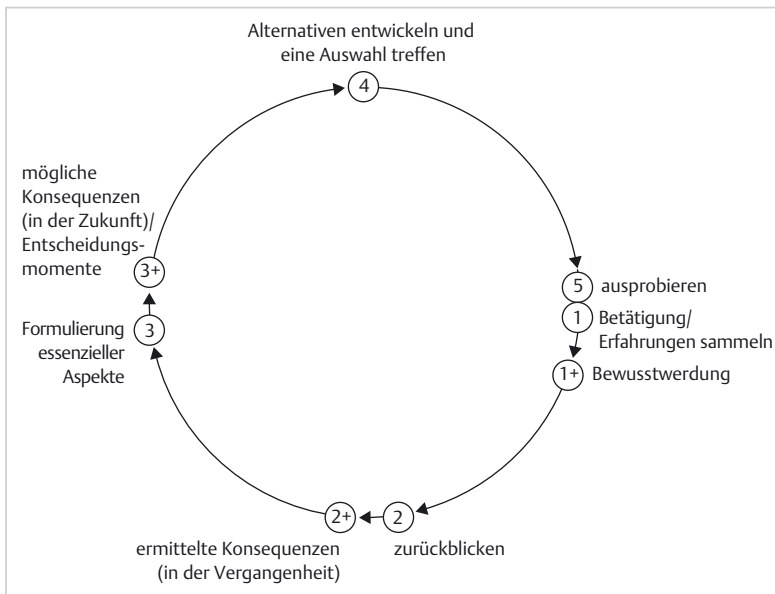 Alternativen entwickeln und
eine Auswahl treffen
4
mögliche
Konsequenzen
(in der Zukunft)/
Entscheidungs-
momente
3+
5 ausprobieren
1 Betätigung/
Erfahrungen sammeln
3
Formulierung
essenzieller
Aspekte
1+ Bewusstwerdung
2+
2
ermittelte Konsequenzen
(in der Vergangenheit)
zurückblicken